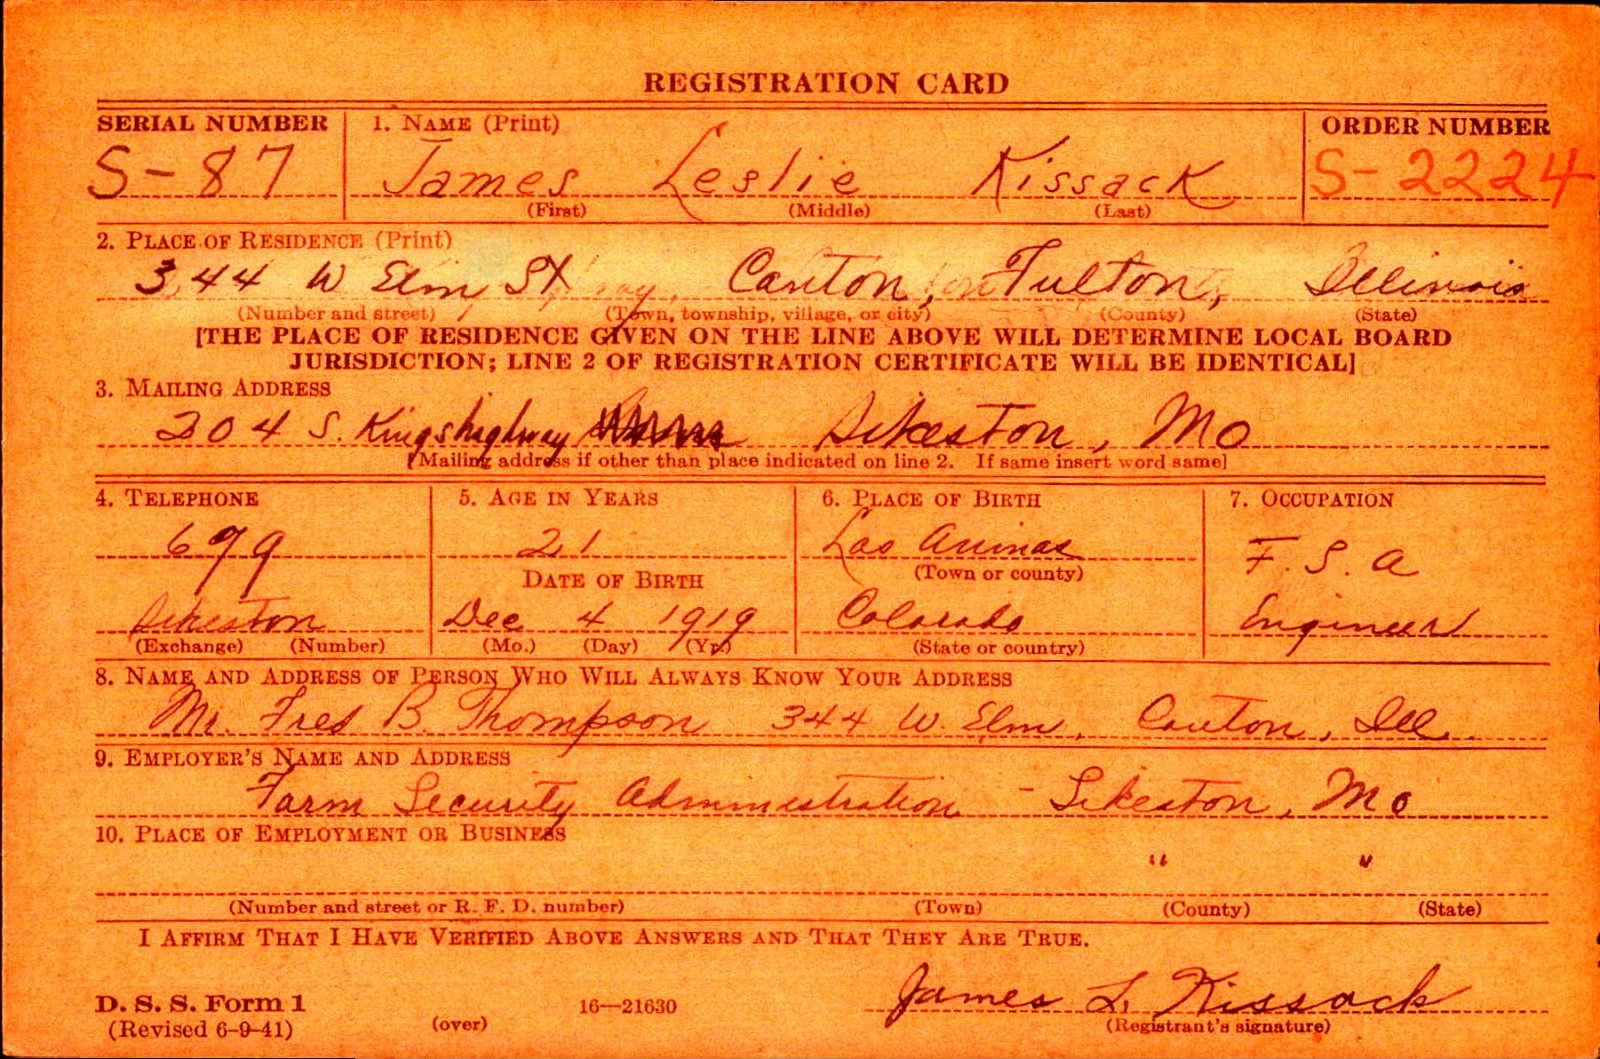 REGISTRATION CARD
SERIAL NUMBER 1. NAME (Print) ORDER NUMBER
S-87 James Leslie Kissack S-2224
(First) (Middle) (Last)
2. PLACE OF RESIDENCE (Print)
344 W Elm St Canton, Fulton, Illinois
(Number and street) (Town, township, village, or city) (County) (State)
[THE PLACE OF RESIDENCE GIVEN ON THE LINE ABOVE WILL DETERMINE LOCAL BOARD
JURISDICTION; LINE 2 OF REGISTRATION CERTIFICATE WILL BE IDENTICAL]
3. MAILING ADDRESS
204 S. Kingshighway Sikeston, Mo
[Mailing address if other than place indicated on line 2. If same insert word same]
4. TELEPHONE 5. AGE IN YEARS 6. PLACE OF BIRTH 7. OCCUPATION
679 21 Las Animas F. S. A
DATE OF BIRTH (Town or county)
Sikeston Dec 4 1919 Colorado Engineer
(Exchange) (Number) (Mo.) (Day) (Yr.) (State or country)
8. NAME AND ADDRESS OF PERSON WHO WILL ALWAYS KNOW YOUR ADDRESS
Mr. Fred B. Thompson 344 W. Elm, Canton, Ill.
9. EMPLOYER'S NAME AND ADDRESS
Farm Security Administration - Sikeston, Mo
10. PLACE OF EMPLOYMENT OR BUSINESS
" "
(Number and street or R. F. D. number) (Town) (County) (State)
I AFFIRM THAT I HAVE VERIFIED ABOVE ANSWERS AND THAT THEY ARE TRUE.
James L. Kissack
D. S. S. Form 1 16—21630
(Revised 6-9-41) (over) (Registrant's signature)